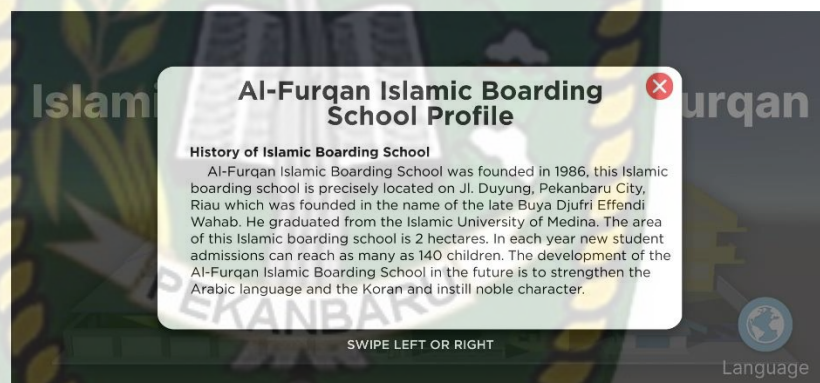 Islami
urqan
Al-Furqan Islamic Boarding
School Profile
History of Islamic Boarding School
Al-Furqan Islamic Boarding School was founded in 1986, this Islamic
boarding school is precisely located on Jl. Duyung, Pekanbaru City,
Riau which was founded in the name of the late Buya Djufri Effendi
Wahab. He graduated from the Islamic University of Medina. The area
of this Islamic boarding school is 2 hectares. In each year new student
admissions can reach as many as 140 children. The development of the
Al-Furqan Islamic Boarding School in the future is to strengthen the
Arabic language and the Koran and instill noble character.
PEKANBARU
SWIPE LEFT OR RIGHT
Language